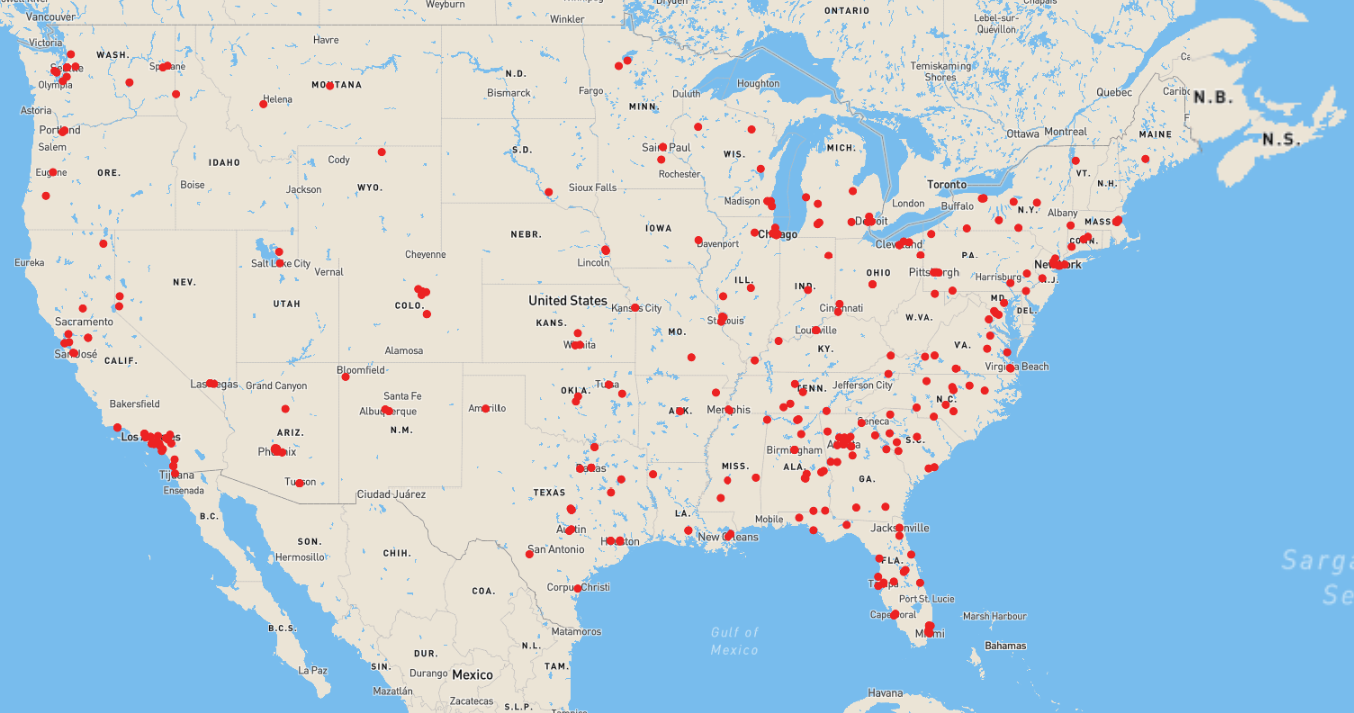 Weyburn
Dryden
Chapais
Vancouver
Winkler
ONTARIO
Lebel-sur-
Quévillon
Victoria
WASH.
Havre
Temiskaming
Shores
Spokane
Olympia
MONTANA
N.D.
Houghton
Helena
Bismarck
Fargo
Duluth
Quebec
N.B.
Astoria
MINN.
Portland
Ottawa
Montreal
MAINE
N.S.
Salem
Saint Paul
WIS.
MICH.
S.D.
IDAHO
Cody
Eugene
ORE.
Rochester
VT.
Boise
Jackson
WYO.
Sioux Falls
Toronto
N.H.
Madison
London
Buffalo
N.Y.
Albany
MASS.
Detroit
IOWA
NEBR.
Chicago
Davenport
Cleveland
CONN.
Cheyenne
Eureka
Salt Lake City
Lincoln
PA.
New York
Vernal
OHIO
Pittsburgh
Harrisburg
N.J.
NEV.
ILL.
IND.
UTAH
COLO.
United States
Kansas City
Cincinnati
MD.
DEL.
W.VA.
Sacramento
KANS.
St. Louis
MO.
Louisville
San José
CALIF.
Alamosa
Wichita
KY.
VA.
Virginia Beach
Bloomfield
Las Vegas
Grand Canyon
OKLA.
Tulsa
TENN.
Jefferson City
Bakersfield
Santa Fe
N.C.
Albuquerque
Amarillo
ARK.
Memphis
ARIZ.
N.M.
Seneca
Los Angeles
S.C.
Atlanta
Phoenix
Birmingham
Dallas
MISS.
ALA.
Tijuana
Tucson
GA.
Ensenada
Ciudad Juárez
TEXAS
B.C.
LA.
Mobile
Austin
Jacksonville
SON.
New Orleans
Hermosillo
CHIH.
Houston
San Antonio
FLA.
Sarga
Se
COA.
Corpus Christi
Tampa
Port St. Lucie
Cape Coral
Marsh Harbour
B.C.S.
Matamoros
Gulf of
Mexico
Miami
N.L.
Bahamas
DUR.
La Paz
SIN.
Durango
Mexico
TAM.
Mazatlán
Zacatecas
Havana
S.L.P.